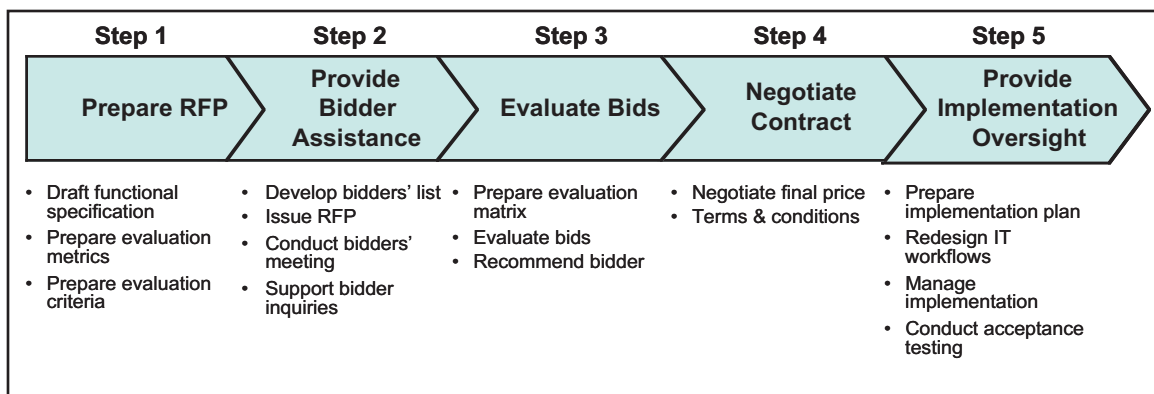 Step 1
Step 2
Step 3
Step 4
Step 5
Prepare RFP
Provide
Bidder
Assistance
Evaluate Bids
Negotiate
Contract
Provide
Implementation
Oversight
• Draft functional
specification
• Prepare evaluation
metrics
• Prepare evaluation
criteria
• Develop bidders' list
• Issue RFP
• Conduct bidders'
meeting
• Support bidder
inquiries
• Prepare evaluation
matrix
• Evaluate bids
• Recommend bidder
• Negotiate final price
• Terms & conditions
• Prepare
implementation plan
• Redesign IT
workflows
• Manage
implementation
• Conduct acceptance
testing